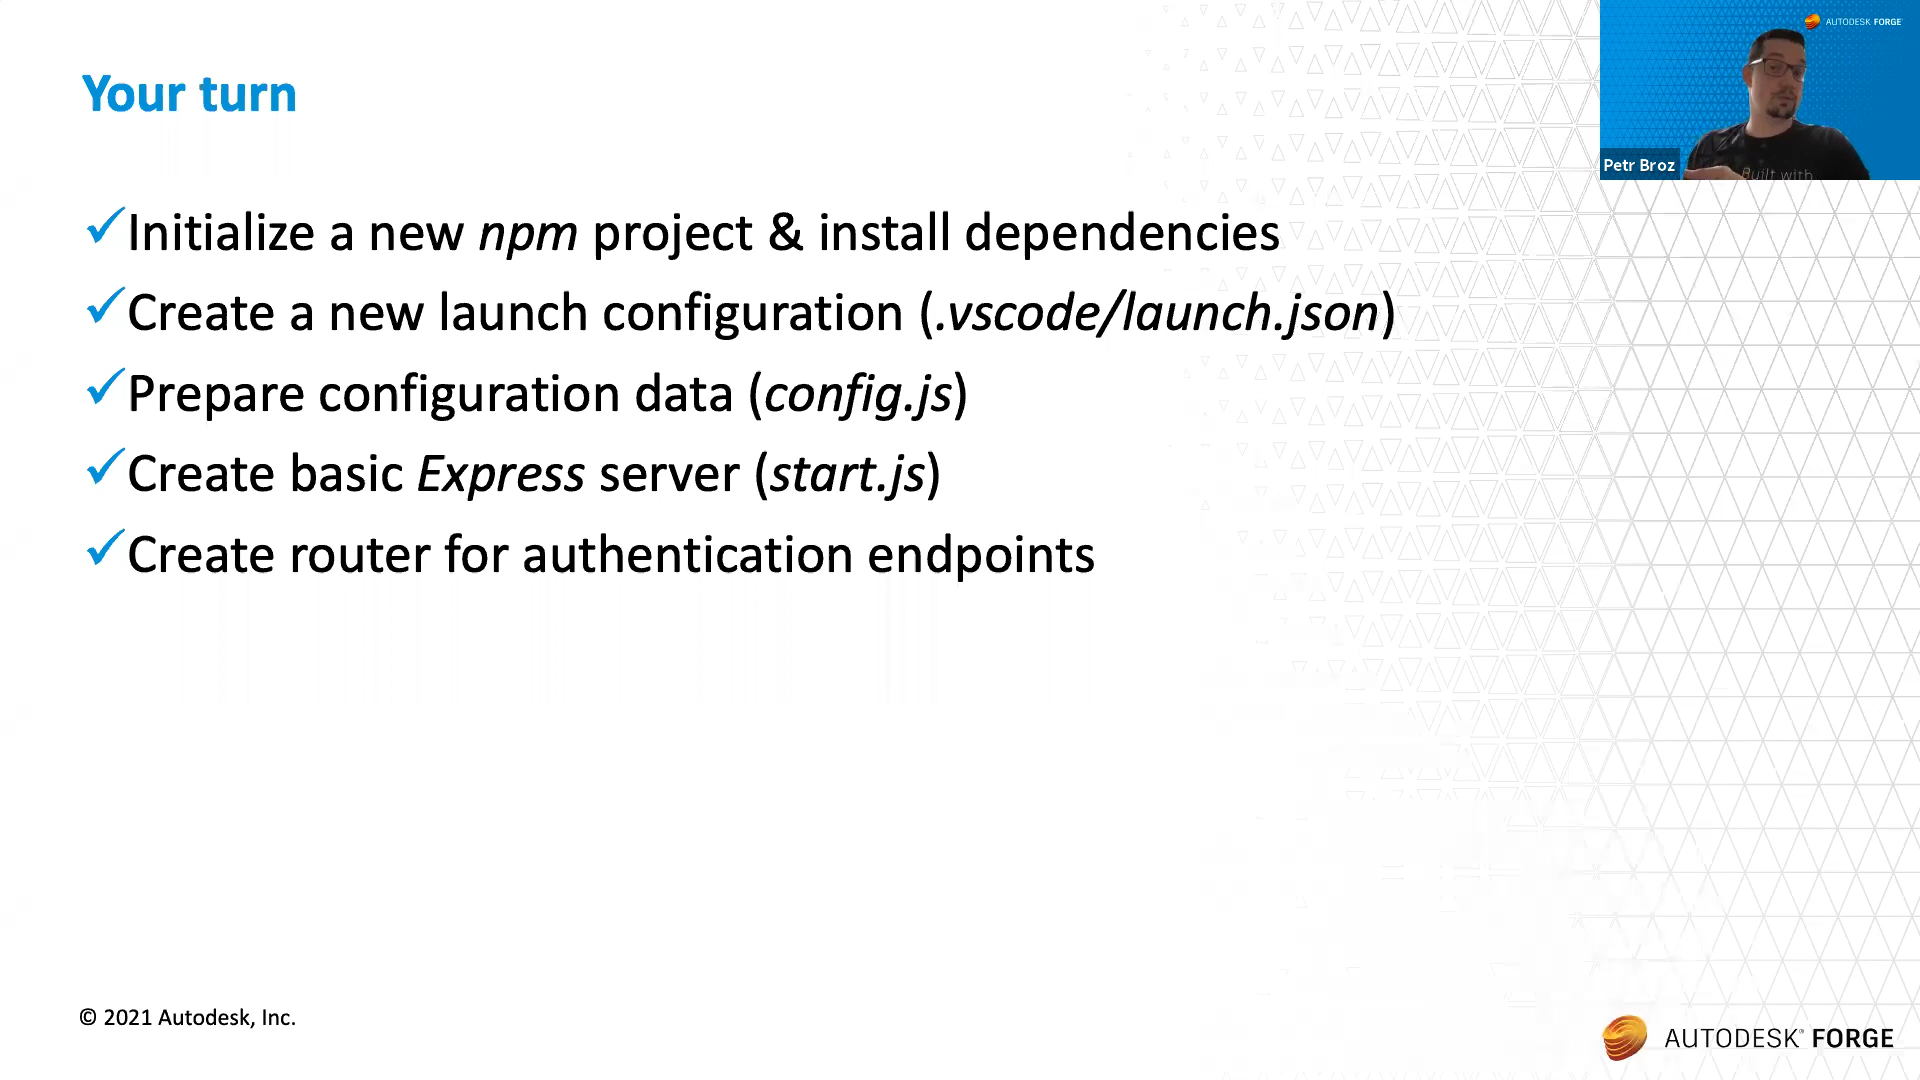 AUTODESK FORGE
Your turn
Petr Broz
Built with
✓Initialize a new npm project & install dependencies
✓Create a new launch configuration (.vscode/launch.json)
✓Prepare configuration data (config.js)
✓Create basic Express server (start.js)
✓Create router for authentication endpoints
© 2021 Autodesk, Inc.
AUTODESK® FORGE